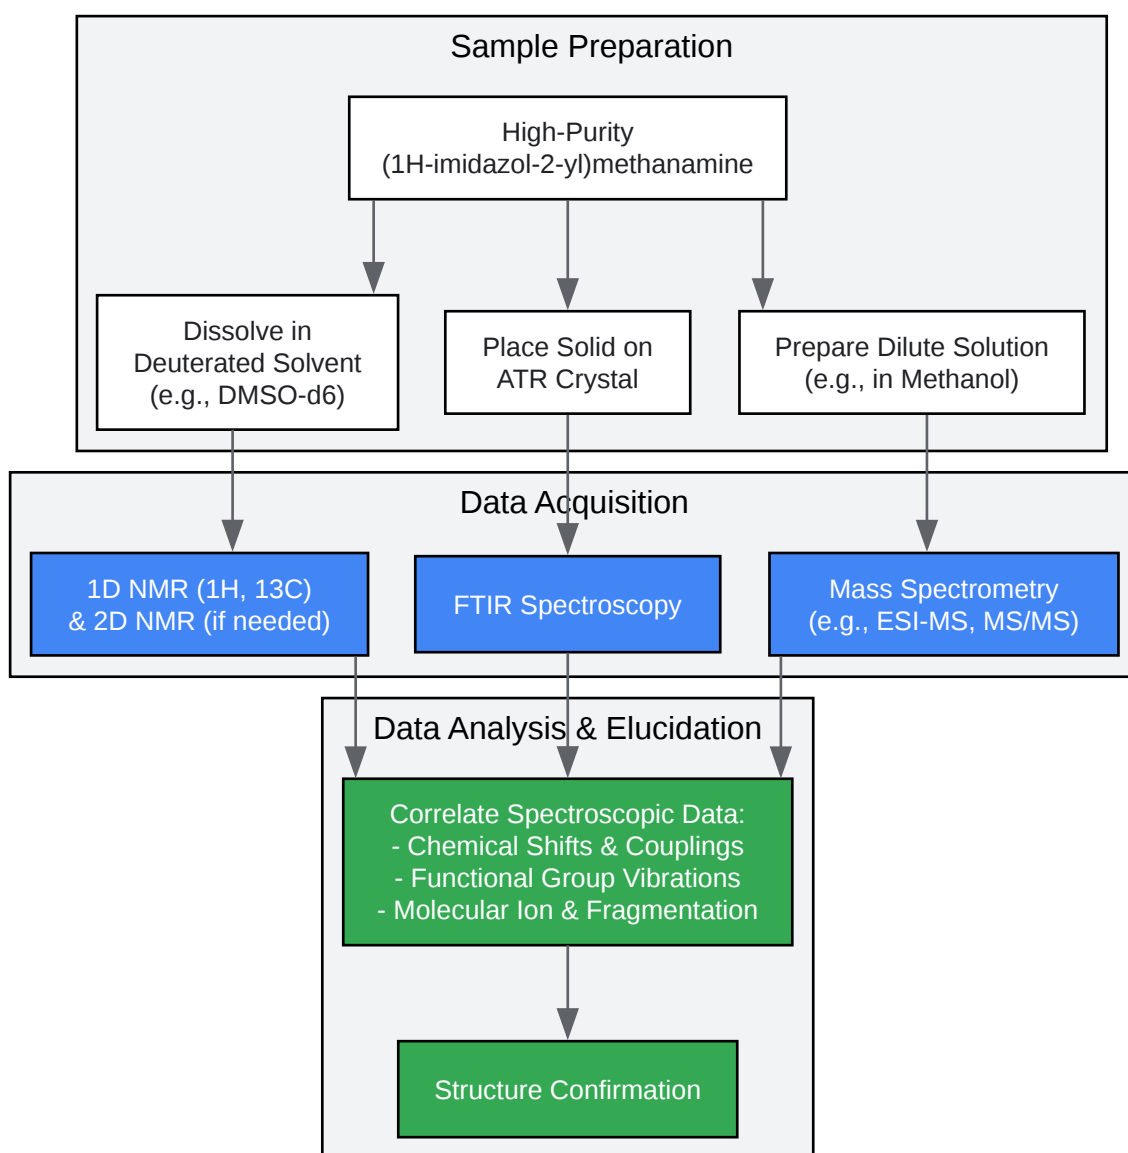 Sample Preparation
High-Purity
(1H-imidazol-2-yl)methanamine
Dissolve in
Deuterated Solvent
(e.g., DMSO-d6)
Place Solid on
ATR Crystal
Prepare Dilute Solution
(e.g., in Methanol)
Data Acquisition
1D NMR (1H, 13C)
& 2D NMR (if needed)
FTIR Spectroscopy
Mass Spectrometry
(e.g., ESI-MS, MS/MS)
Data Analysis & Elucidation
Correlate Spectroscopic Data:
- Chemical Shifts & Couplings
- Functional Group Vibrations
- Molecular Ion & Fragmentation
Structure Confirmation